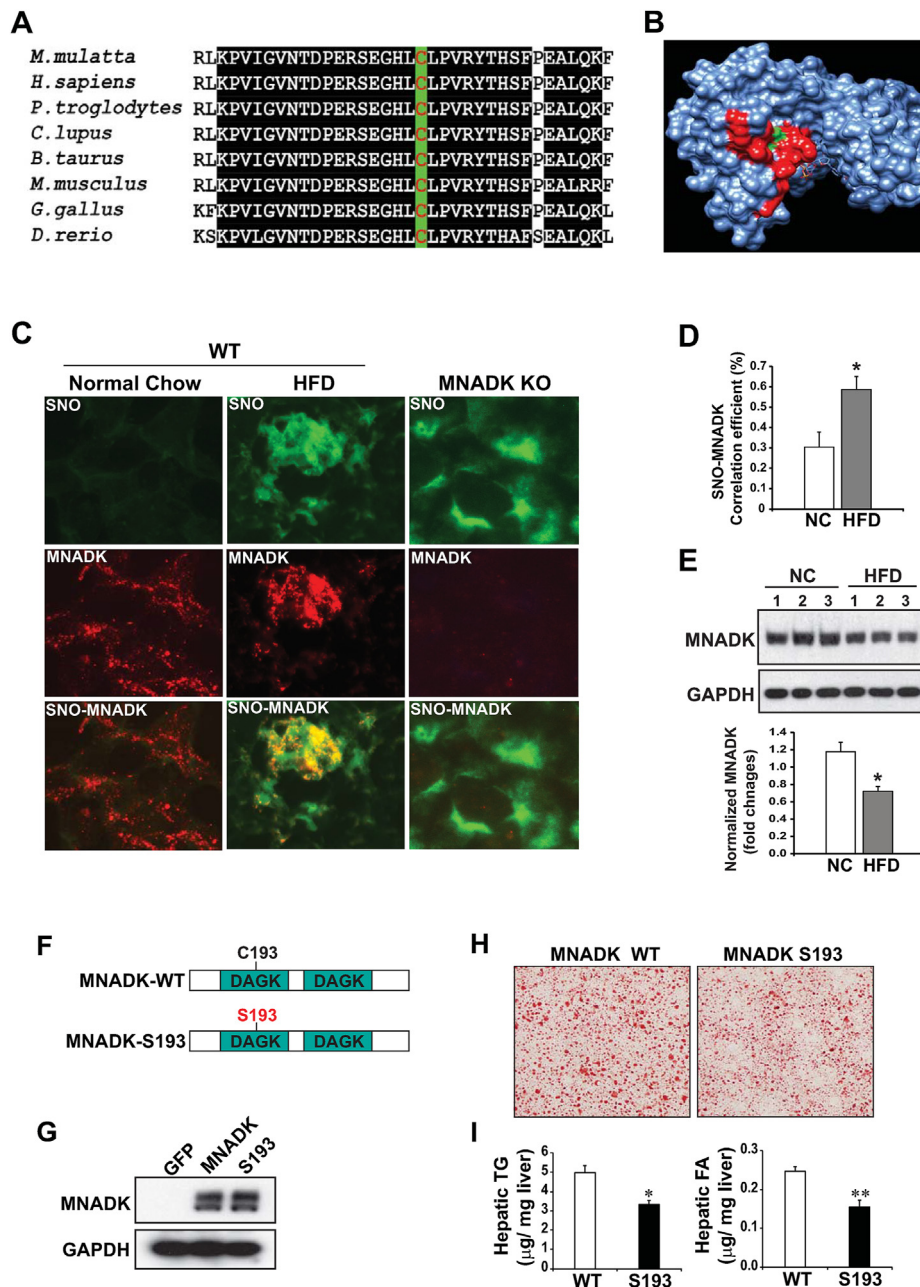 A
M.mulatta RLKPVIGVNTDPERSEGHLCLPVRYTHSFPEALQKF
H.sapiens RLKPVIGVNTDPERSEGHLCLPVRYTHSFPEALQKF
P.troglodytes RLKPVIGVNTDPERSEGHLCLPVRYTHSFPEALQKF
C.lupus RLKPVIGVNTDPERSEGHLCLPVRYTHSFPEALQKF
B.taurus RLKPVIGVNTDPERSEGHLCLPVRYTHSFPEALQKF
M.musculus RLKPVIGVNTDPERSEGHLCLPVRYTHSFPEALRRF
G.gallus KFKPVIGVNTDPERSEGHLCLPVRYTHSFPEALQKL
D.rerio KSKPVLGVNTDPERSEGHLCLPVRYTHAFSEALQKL
B
C
WT
Normal Chow HFD MNADK KO
SNO SNO SNO
MNADK MNADK MNADK
SNO-MNADK SNO-MNADK SNO-MNADK
D
SNO-MNADK
Correlation efficient (%)
0.7
0.6
0.5
0.4
0.3
0.2
0.1
0
*
NC HFD
E
NC HFD
1 2 3 1 2 3
MNADK
GAPDH
Normalized MNADK
(fold chnages)
1.4
1.2
1.0
0.8
0.6
0.4
0.2
0.0
*
NC HFD
F
C193
MNADK-WT DAGK DAGK
S193
MNADK-S193 DAGK DAGK
G
GFP MNADK S193
MNADK
GAPDH
H
MNADK WT MNADK S193
I
Hepatic TG
(µg/ mg liver)
6
5
4
3
2
1
0
*
WT S193
Hepatic FA
(µg/ mg liver)
0.3
0.2
0.1
0
**
WT S193